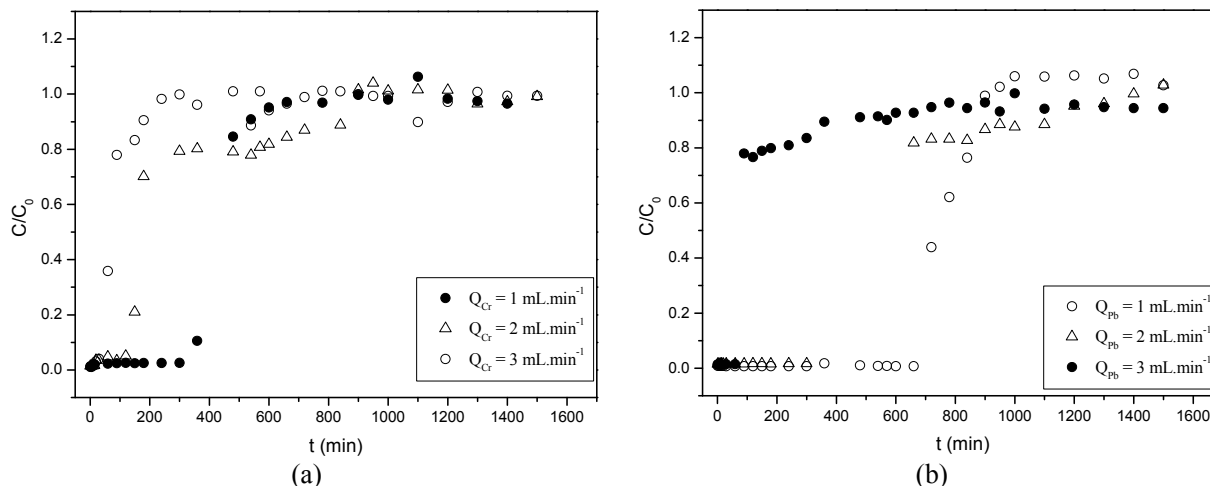 1.2
1.0
0.8
0.6
0.4
0.2
0.0
C/C₀
0 200 400 600 800 1000 1200 1400 1600
t (min)
Q_Cr = 1 mL.min⁻¹
Q_Cr = 2 mL.min⁻¹
Q_Cr = 3 mL.min⁻¹
(a)
1.2
1.0
0.8
0.6
0.4
0.2
0.0
C/C₀
0 200 400 600 800 1000 1200 1400 1600
t (min)
Q_Pb = 1 mL.min⁻¹
Q_Pb = 2 mL.min⁻¹
Q_Pb = 3 mL.min⁻¹
(b)